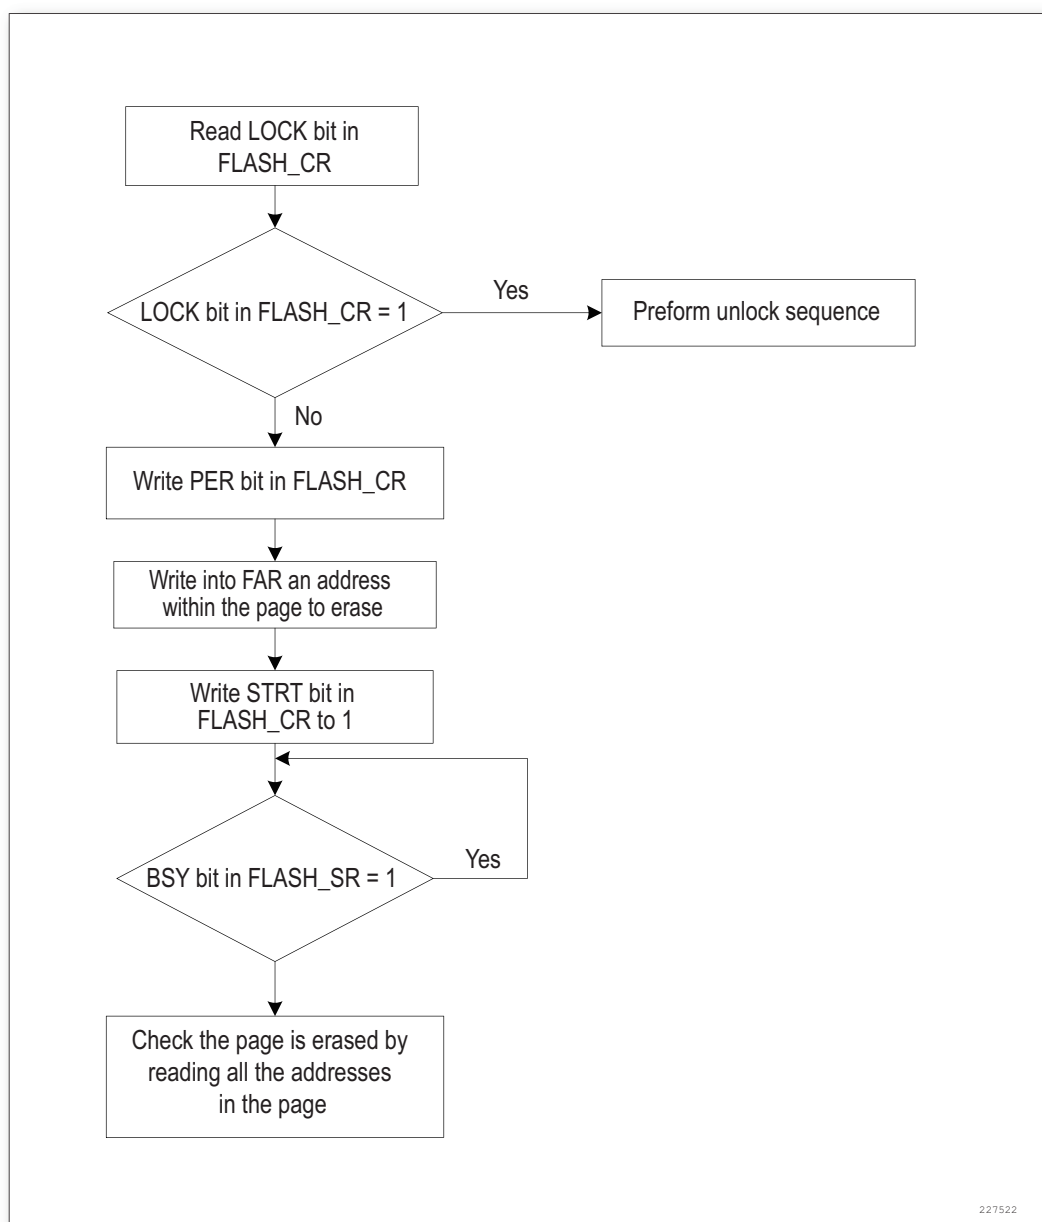 Read LOCK bit in
FLASH_CR
LOCK bit in FLASH_CR = 1
Yes
Preform unlock sequence
No
Write PER bit in FLASH_CR
Write into FAR an address
within the page to erase
Write STRT bit in
FLASH_CR to 1
BSY bit in FLASH_SR = 1
Yes
Check the page is erased by
reading all the addresses
in the page
227522